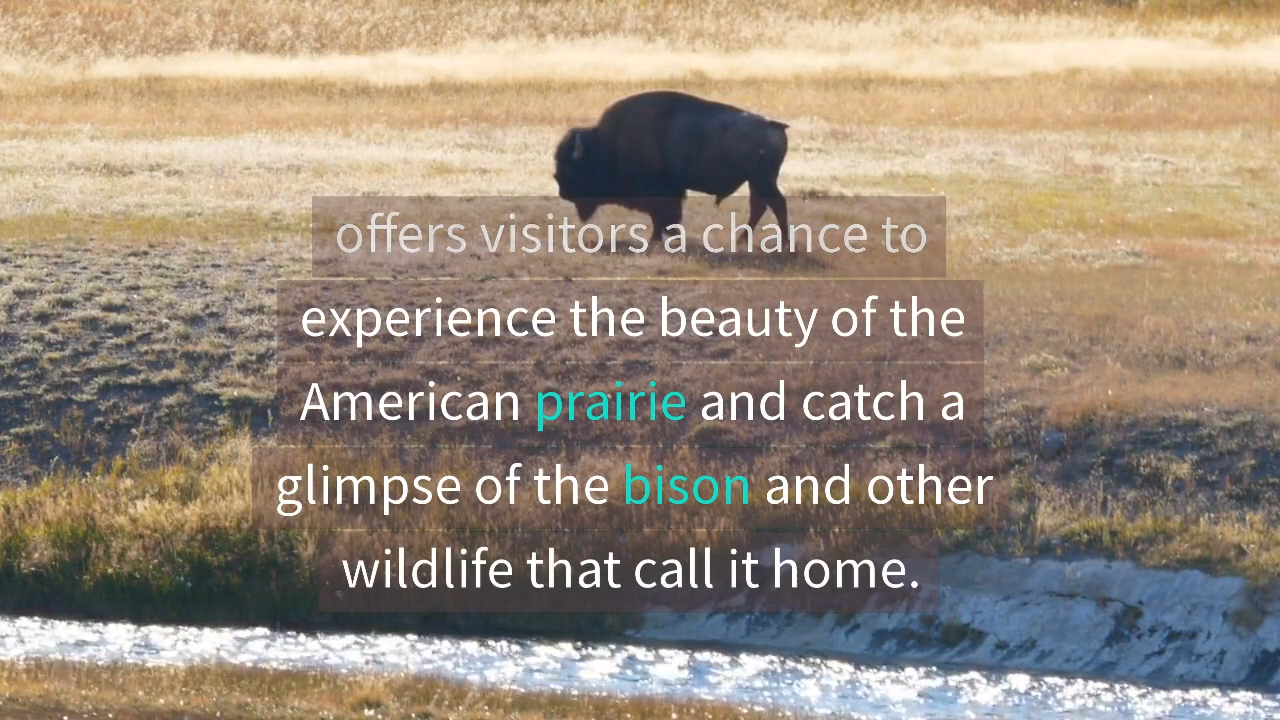 offers visitors a chance to
experience the beauty of the
American prairie and catch a
glimpse of the bison and other
wildlife that call it home.